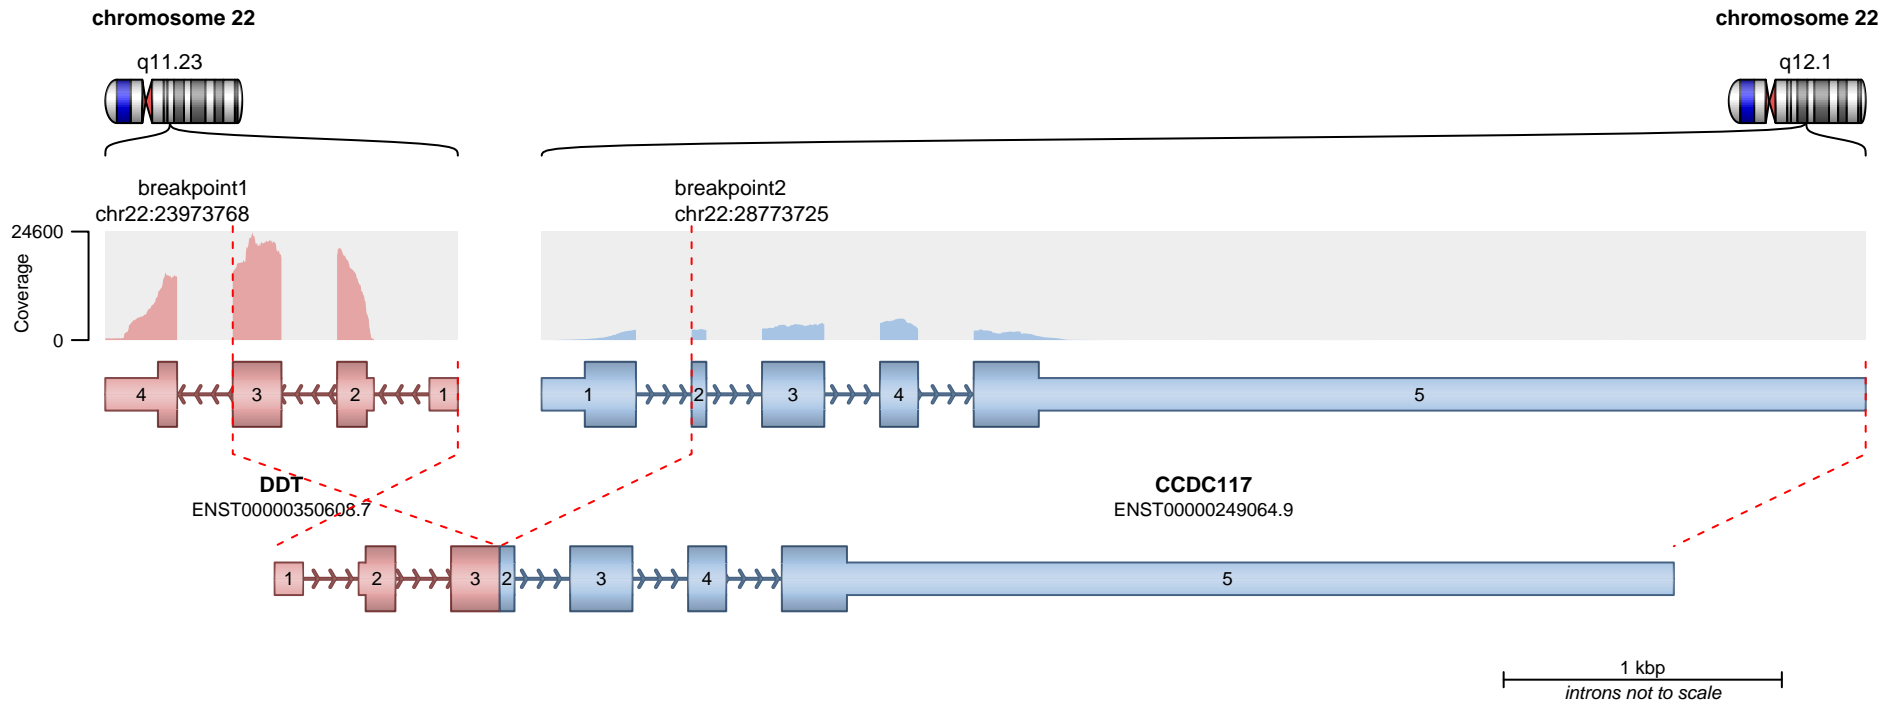 chromosome 22
chromosome 22
q11.23
q12.1
breakpoint1
chr22:23973768
breakpoint2
chr22:28773725
24600
0
Coverage
4 3 2 1
1 2 3 4 5
DDT
ENST00000350608.7
CCDC117
ENST00000249064.9
1 2 3 2 3 4 5
1 kbp
introns not to scale